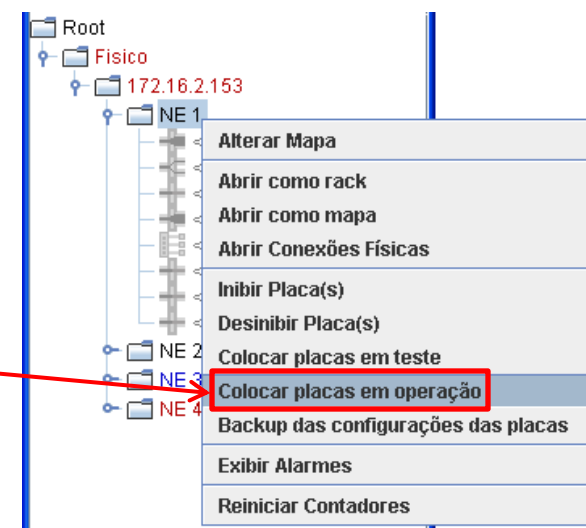 Root
Fisico
172.16.2.153
NE 1
Alterar Mapa
Abrir como rack
Abrir como mapa
Abrir Conexões Físicas
Inibir Placa(s)
Desinibir Placa(s)
NE 2
Colocar placas em teste
NE 3
Colocar placas em operação
NE 4
Backup das configurações das placas
Exibir Alarmes
Reiniciar Contadores